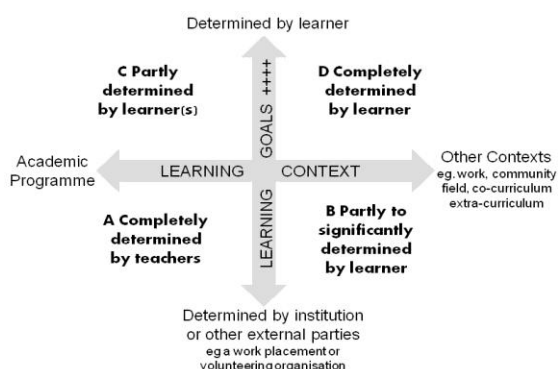 Determined by learner
C Partly
determined
by learner(s)
D Completely
determined
by learner
GOALS ++++
Academic
Programme
LEARNING CONTEXT
Other Contexts
eg. work, community
field, co-curriculum
extra-curriculum
LEARNING
A Completely
determined
by teachers
B Partly to
significantly
determined
by learner
Determined by institution
or other external parties
eg a work placement or
volunteering organisation